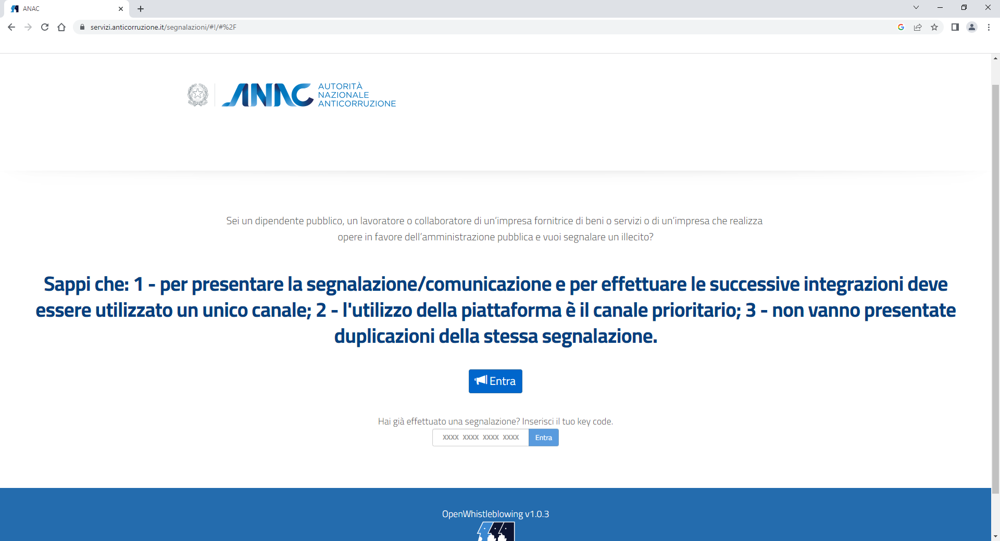 ANAC
servizi.anticorruzione.it/segnalazioni/#!/#%2F
ANAC
AUTORITÀ
NAZIONALE
ANTICORRUZIONE
Sei un dipendente pubblico, un lavoratore o collaboratore di un’impresa fornitrice di beni o servizi o di un’impresa che realizza
opere in favore dell’amministrazione pubblica e vuoi segnalare un illecito?
Sappi che: 1 - per presentare la segnalazione/comunicazione e per effettuare le successive integrazioni deve
essere utilizzato un unico canale; 2 - l'utilizzo della piattaforma è il canale prioritario; 3 - non vanno presentate
duplicazioni della stessa segnalazione.
Entra
Hai già effettuato una segnalazione? Inserisci il tuo key code.
XXXX XXXX XXXX XXXX Entra
OpenWhistleblowing v1.0.3